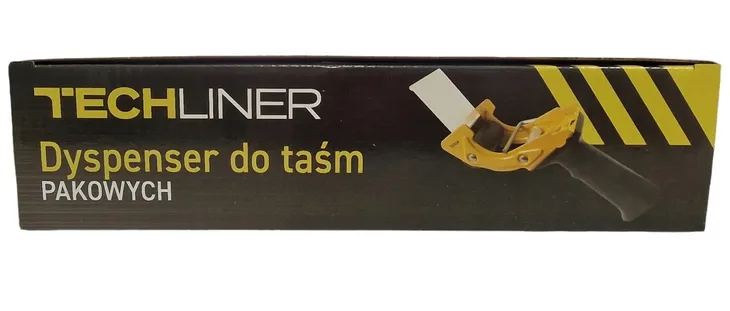 TECHLINER
Dyspenser do taśm
PAKOWYCH